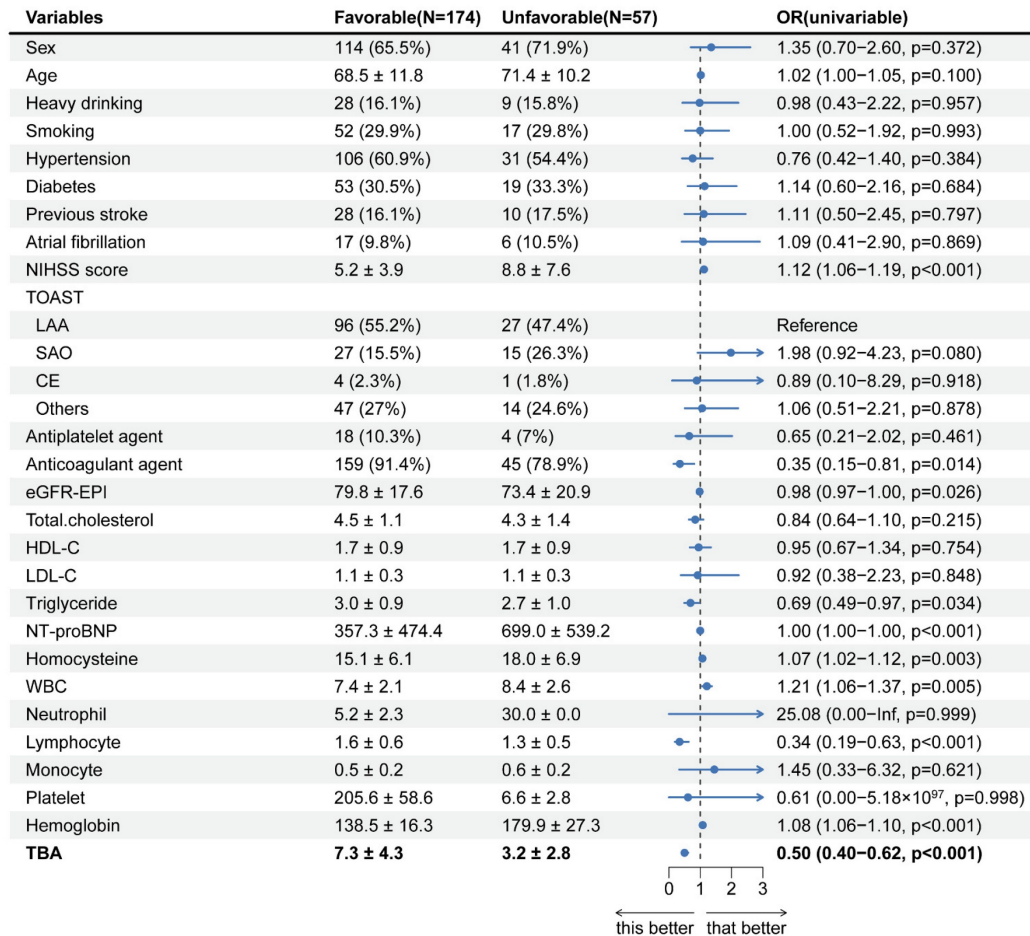 Variables Favorable(N=174) Unfavorable(N=57) OR(univariable)
Sex 114 (65.5%) 41 (71.9%) 1.35 (0.70−2.60, p=0.372)
Age 68.5 ± 11.8 71.4 ± 10.2 1.02 (1.00−1.05, p=0.100)
Heavy drinking 28 (16.1%) 9 (15.8%) 0.98 (0.43−2.22, p=0.957)
Smoking 52 (29.9%) 17 (29.8%) 1.00 (0.52−1.92, p=0.993)
Hypertension 106 (60.9%) 31 (54.4%) 0.76 (0.42−1.40, p=0.384)
Diabetes 53 (30.5%) 19 (33.3%) 1.14 (0.60−2.16, p=0.684)
Previous stroke 28 (16.1%) 10 (17.5%) 1.11 (0.50−2.45, p=0.797)
Atrial fibrillation 17 (9.8%) 6 (10.5%) 1.09 (0.41−2.90, p=0.869)
NIHSS score 5.2 ± 3.9 8.8 ± 7.6 1.12 (1.06−1.19, p<0.001)
TOAST
LAA 96 (55.2%) 27 (47.4%) Reference
SAO 27 (15.5%) 15 (26.3%) 1.98 (0.92−4.23, p=0.080)
CE 4 (2.3%) 1 (1.8%) 0.89 (0.10−8.29, p=0.918)
Others 47 (27%) 14 (24.6%) 1.06 (0.51−2.21, p=0.878)
Antiplatelet agent 18 (10.3%) 4 (7%) 0.65 (0.21−2.02, p=0.461)
Anticoagulant agent 159 (91.4%) 45 (78.9%) 0.35 (0.15−0.81, p=0.014)
eGFR-EPI 79.8 ± 17.6 73.4 ± 20.9 0.98 (0.97−1.00, p=0.026)
Total.cholesterol 4.5 ± 1.1 4.3 ± 1.4 0.84 (0.64−1.10, p=0.215)
HDL-C 1.7 ± 0.9 1.7 ± 0.9 0.95 (0.67−1.34, p=0.754)
LDL-C 1.1 ± 0.3 1.1 ± 0.3 0.92 (0.38−2.23, p=0.848)
Triglyceride 3.0 ± 0.9 2.7 ± 1.0 0.69 (0.49−0.97, p=0.034)
NT-proBNP 357.3 ± 474.4 699.0 ± 539.2 1.00 (1.00−1.00, p<0.001)
Homocysteine 15.1 ± 6.1 18.0 ± 6.9 1.07 (1.02−1.12, p=0.003)
WBC 7.4 ± 2.1 8.4 ± 2.6 1.21 (1.06−1.37, p=0.005)
Neutrophil 5.2 ± 2.3 30.0 ± 0.0 25.08 (0.00−Inf, p=0.999)
Lymphocyte 1.6 ± 0.6 1.3 ± 0.5 0.34 (0.19−0.63, p<0.001)
Monocyte 0.5 ± 0.2 0.6 ± 0.2 1.45 (0.33−6.32, p=0.621)
Platelet 205.6 ± 58.6 6.6 ± 2.8 0.61 (0.00−5.18×10⁹⁷, p=0.998)
Hemoglobin 138.5 ± 16.3 179.9 ± 27.3 1.08 (1.06−1.10, p<0.001)
TBA 7.3 ± 4.3 3.2 ± 2.8 0.50 (0.40−0.62, p<0.001)
0 1 2 3
this better that better